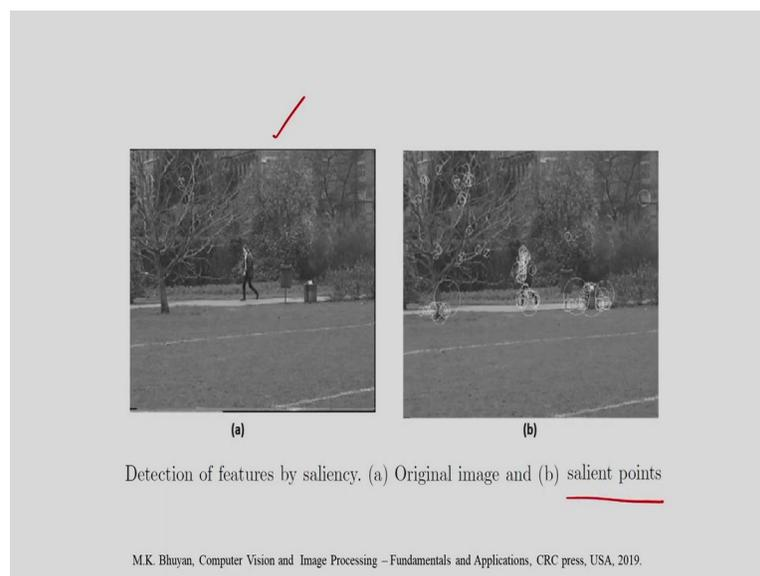 (a)
(b)
Detection of features by saliency. (a) Original image and (b) salient points
M.K. Bhuyan, Computer Vision and Image Processing – Fundamentals and Applications, CRC press, USA, 2019.